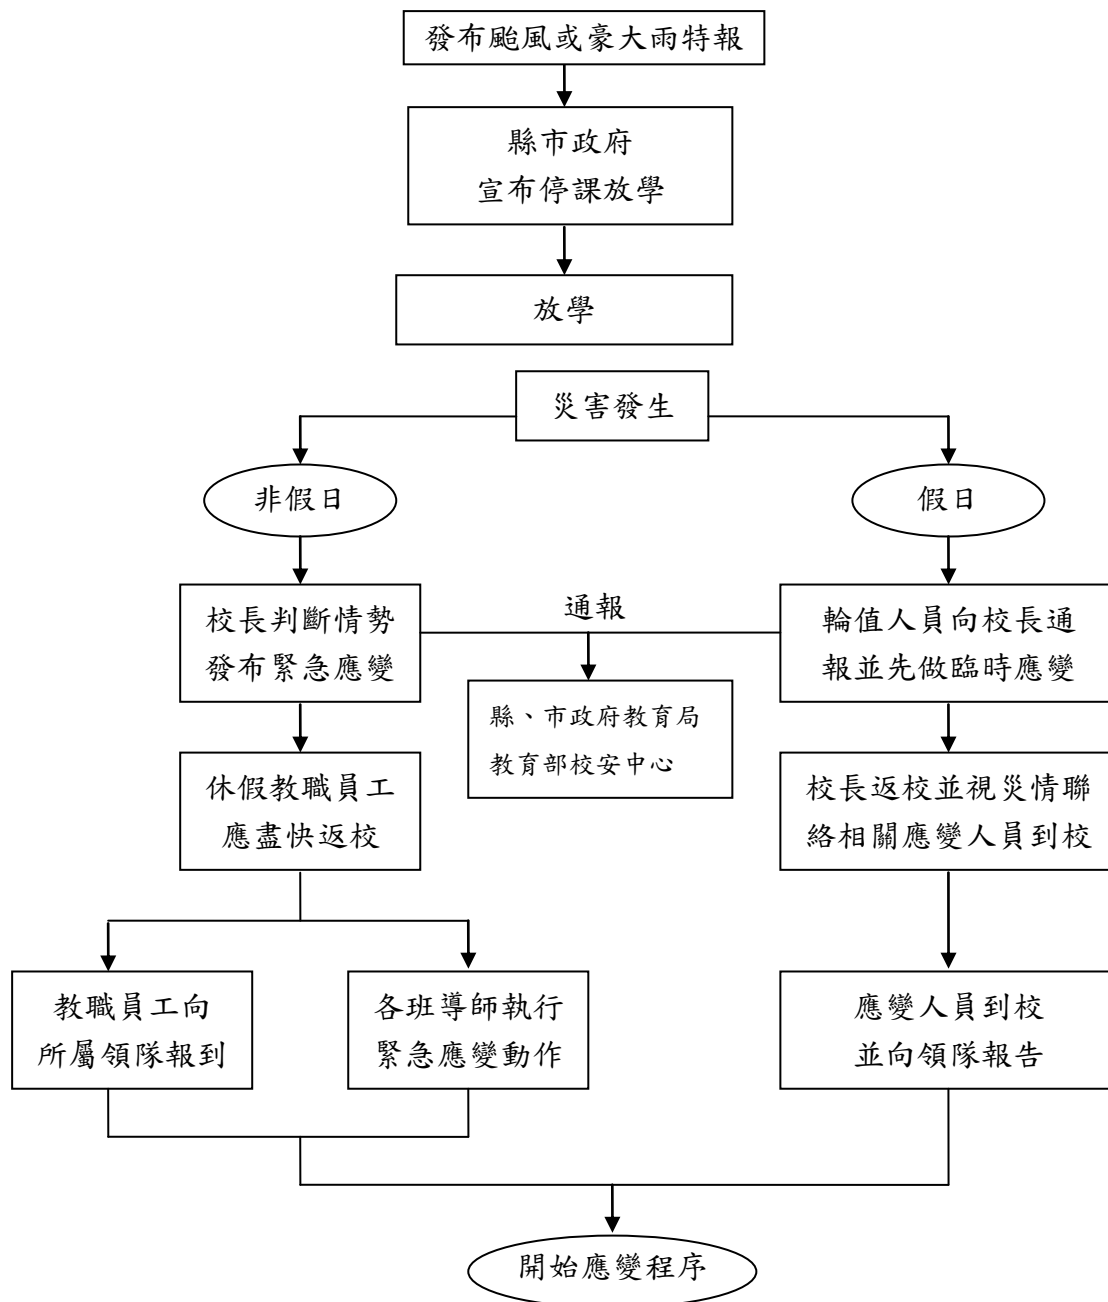 發布颱風或豪大雨特報
縣市政府
宣布停課放學
放學
災害發生
非假日
假日
校長判斷情勢
發布緊急應變
通報
輪值人員向校長通
報並先做臨時應變
縣、市政府教育局
教育部校安中心
休假教職員工
應盡快返校
校長返校並視災情聯
絡相關應變人員到校
教職員工向
所屬領隊報到
各班導師執行
緊急應變動作
應變人員到校
並向領隊報告
開始應變程序